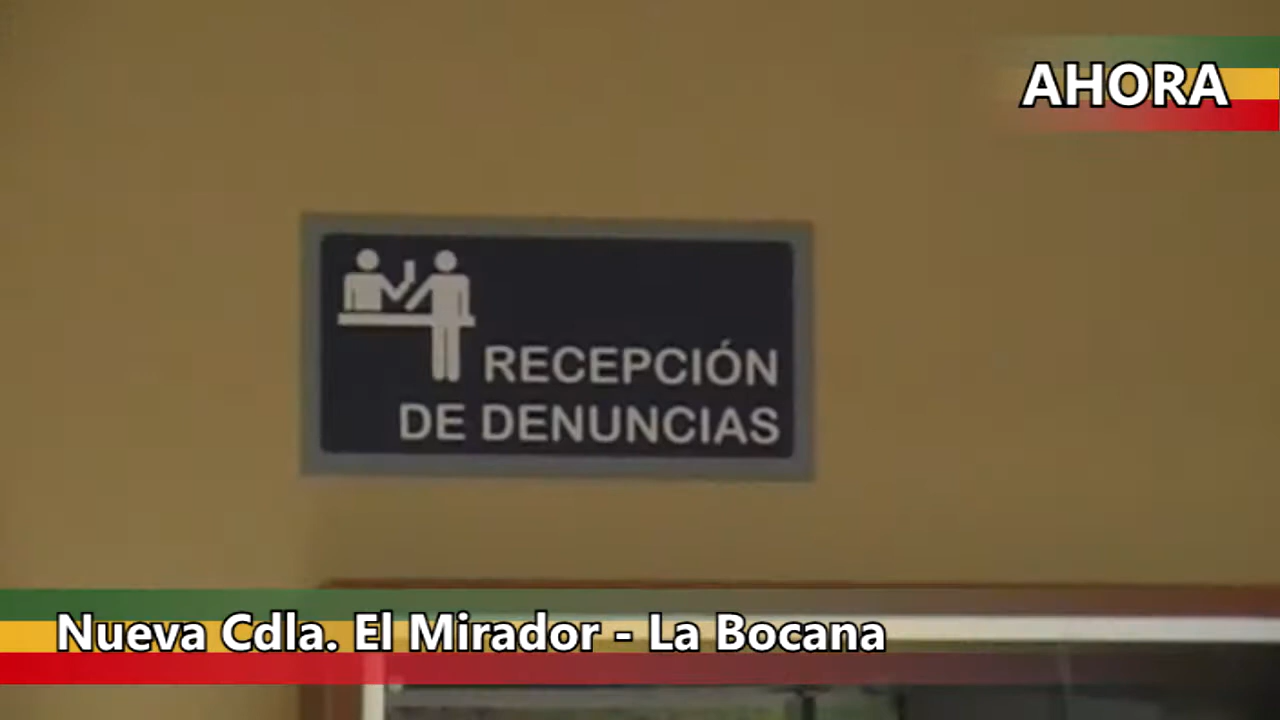 AHORA
RECEPCIÓN
DE DENUNCIAS
Nueva Cdla. El Mirador - La Bocana